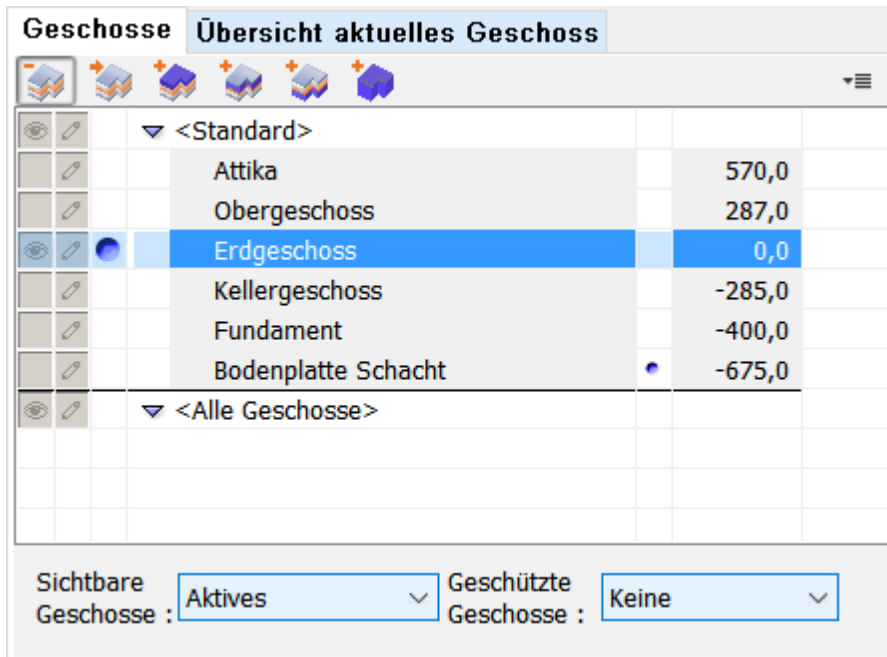 Geschosse Übersicht aktuelles Geschoss
<Standard>
Attika 570,0
Obergeschoss 287,0
Erdgeschoss 0,0
Kellergeschoss -285,0
Fundament -400,0
Bodenplatte Schacht -675,0
<Alle Geschosse>
Sichtbare
Geschosse : Aktives
Geschützte
Geschosse : Keine